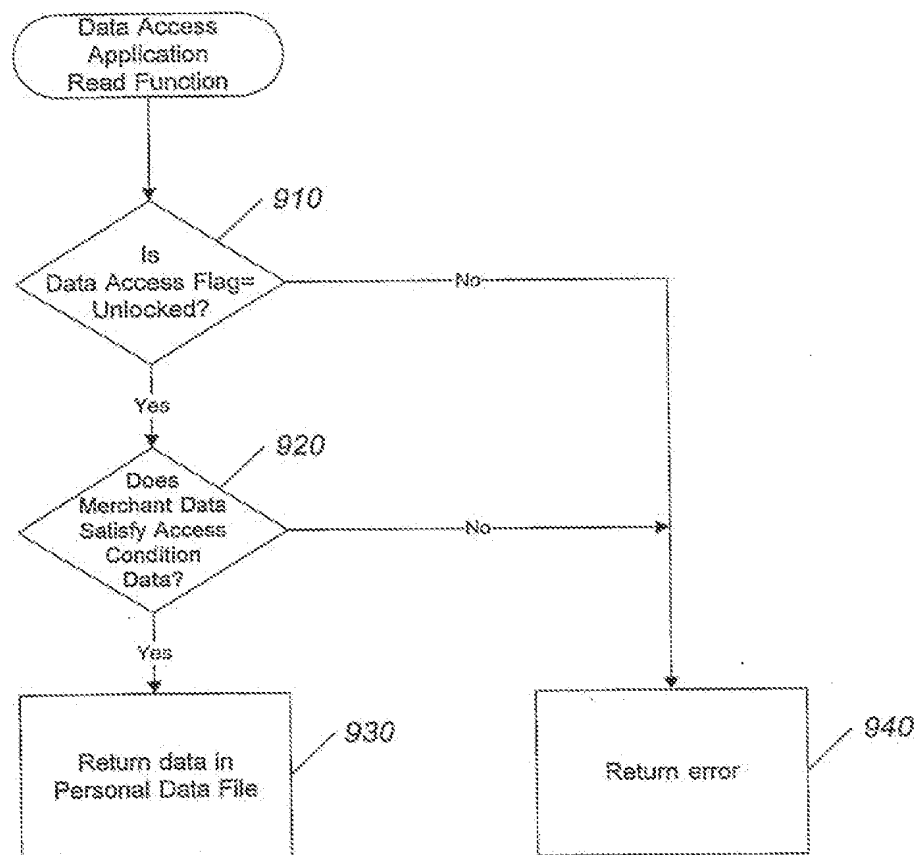 Data Access
Application
Read Function
910
Is
Data Access Flag=
Unlocked?
No
Yes
920
Does
Merchant Data
Satisfy Access
Condition
Data?
No
Yes
Return data in
Personal Data File
930
Return error
940